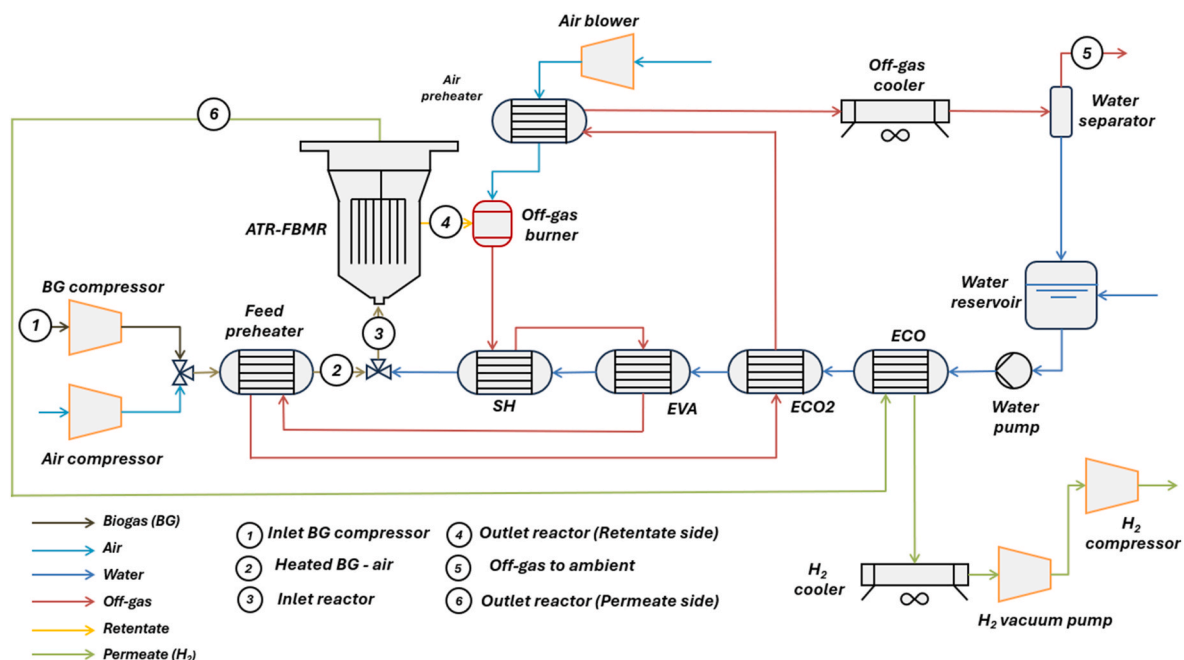 Air blower
Air
preheater
Off-gas
cooler
5
Water
separator
6
ATR-FBMR
4
Off-gas
burner
Water
reservoir
BG compressor
1
Feed
preheater
3
2
SH
EVA
ECO2
ECO
Water
pump
Air compressor
H2
compressor
H2
cooler
H2 vacuum pump
Biogas (BG)
Air
Water
Off-gas
Retentate
Permeate (H2)
1 Inlet BG compressor
2 Heated BG - air
3 Inlet reactor
4 Outlet reactor (Retentate side)
5 Off-gas to ambient
6 Outlet reactor (Permeate side)